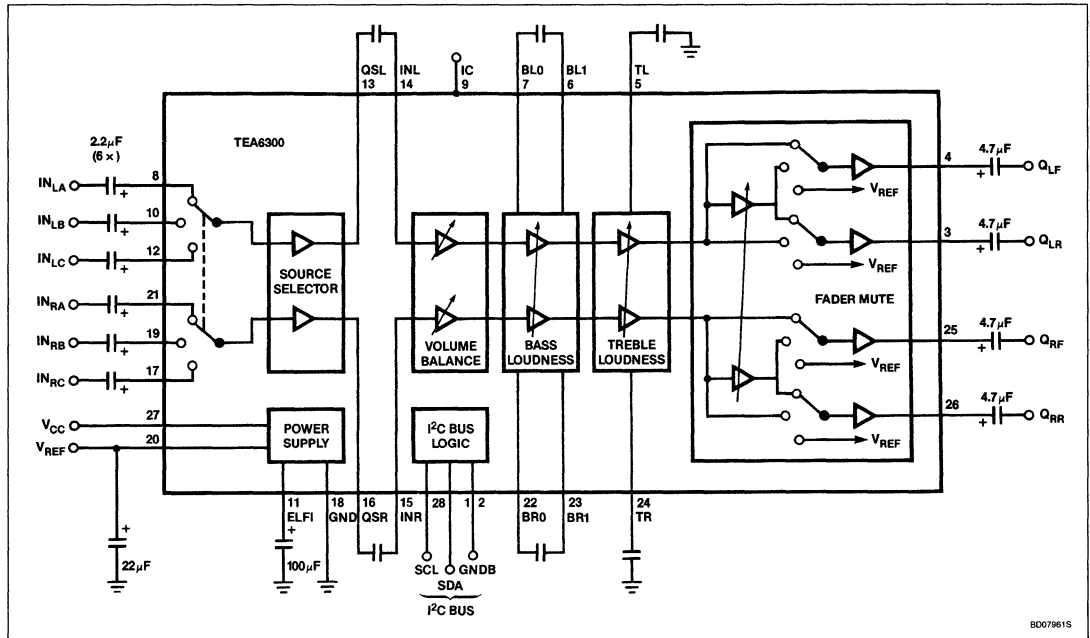 QSL INL IC BL0 BL1 TL
13 14 9 7 6 5
TEA6300
2.2μF
(6 ×)
IN_LA + 8
IN_LB + 10
IN_LC + 12
IN_RA + 21
IN_RB + 19
IN_RC + 17
V_CC 27
V_REF 20
SOURCE
SELECTOR
VOLUME
BALANCE
BASS
LOUDNESS
TREBLE
LOUDNESS
FADER MUTE
V_REF
V_REF
V_REF
V_REF
4 4.7μF + Q_LF
3 4.7μF + Q_LR
25 4.7μF + Q_RF
26 4.7μF + Q_RR
POWER
SUPPLY
I²C BUS
LOGIC
11 18 16 15 28 1 2 22 23 24
ELFI GND QSR INR BR0 BR1 TR
+
22μF
+
100μF
SCL GNDB
SDA
I²C BUS
BD07961S